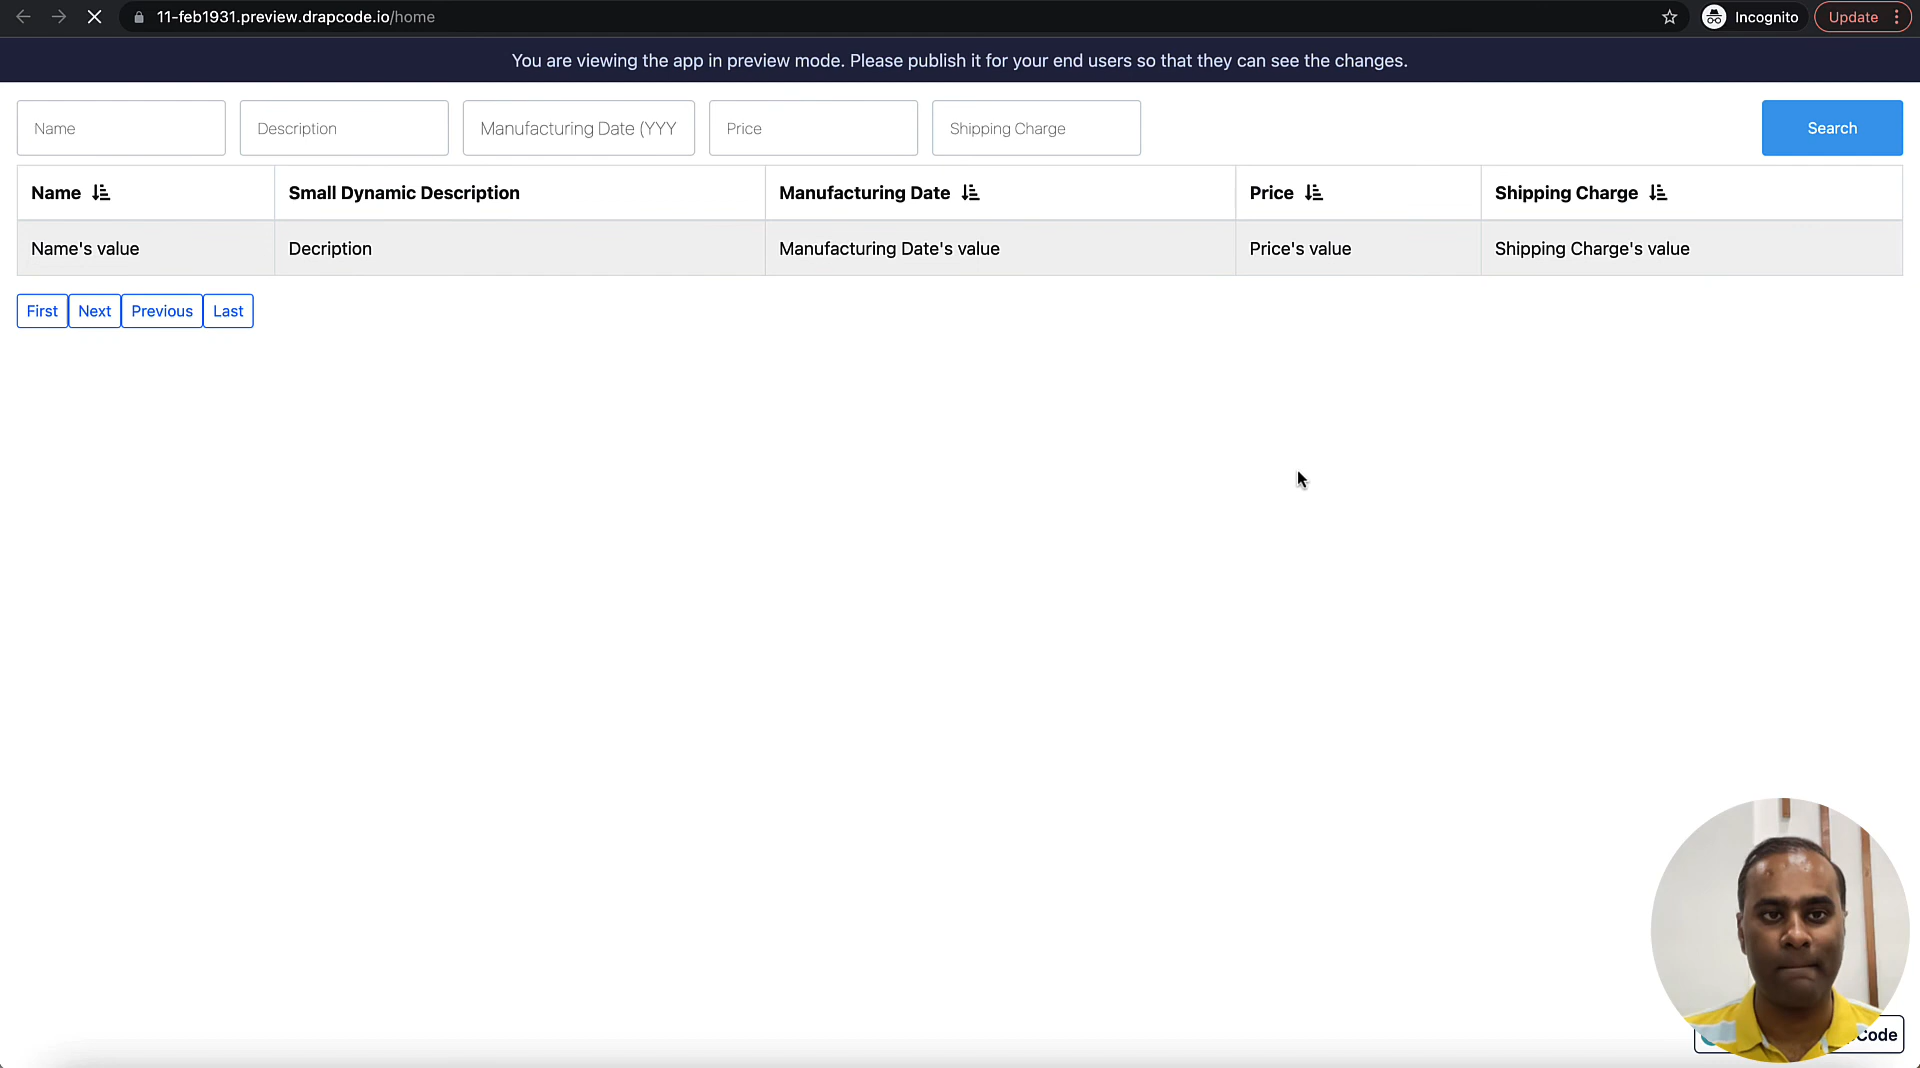 11-feb1931.preview.drapcode.io/home Incognito Update
You are viewing the app in preview mode. Please publish it for your end users so that they can see the changes.
Name Description Manufacturing Date (YYY Price Shipping Charge Search
Name Small Dynamic Description Manufacturing Date Price Shipping Charge
Name's value Decription Manufacturing Date's value Price's value Shipping Charge's value
First Next Previous Last
Code